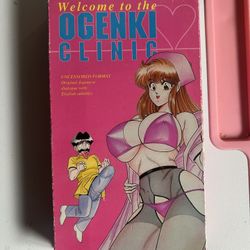 Welcome to the
OGENKI
CLINIC
UNCENSORED FORMAT
Original Japanese
dialogue with
English subtitles